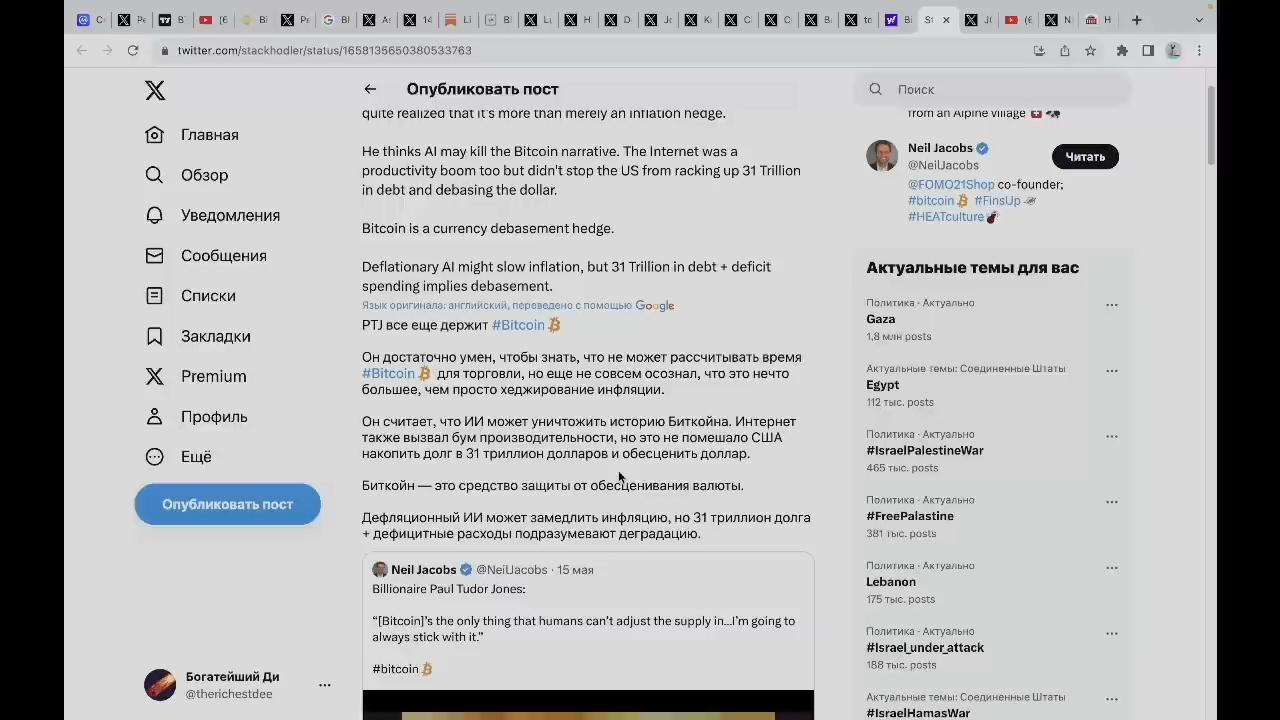 twitter.com/stackhodler/status/1658135650380533763
Опубликовать пост
Поиск
Главная
Обзор
Уведомления
Сообщения
Списки
Закладки
Premium
Профиль
Ещё
Опубликовать пост
Богатейший Ди
@therichestdee
quite realized that it's more than merely an inflation hedge.
He thinks AI may kill the Bitcoin narrative. The Internet was a
productivity boom too but didn't stop the US from racking up 31 Trillion
in debt and debasing the dollar.
Bitcoin is a currency debasement hedge.
Deflationary AI might slow inflation, but 31 Trillion in debt + deficit
spending implies debasement.
Язык оригинала: английский, переведено с помощью Google
PTJ все еще держит #Bitcoin
Он достаточно умен, чтобы знать, что не может рассчитывать время
#Bitcoin для торговли, но еще не совсем осознал, что это нечто
большее, чем просто хеджирование инфляции.
Он считает, что ИИ может уничтожить историю Биткойна. Интернет
также вызвал бум производительности, но это не помешало США
накопить долг в 31 триллион долларов и обесценить доллар.
Биткойн — это средство защиты от обесценивания валюты.
Дефляционный ИИ может замедлить инфляцию, но 31 триллион долга
+ дефицитные расходы подразумевают деградацию.
Neil Jacobs @NeilJacobs · 15 мая
Billionaire Paul Tudor Jones:
“[Bitcoin]’s the only thing that humans can’t adjust the supply in...I’m going to
always stick with it.”
#bitcoin
from an Alpine village
Neil Jacobs
@NeilJacobs
Читать
@FOMO21Shop co-founder;
#bitcoin #FinsUp
#HEATculture
Актуальные темы для вас
Политика · Актуально
Gaza
1,8 млн posts
Актуальные темы: Соединенные Штаты
Egypt
112 тыс. posts
Политика · Актуально
#IsraelPalestineWar
465 тыс. posts
Политика · Актуально
#FreePalastine
381 тыс. posts
Политика · Актуально
Lebanon
175 тыс. posts
Политика · Актуально
#Israel_under_attack
188 тыс. posts
Актуальные темы: Соединенные Штаты
#IsraelHamasWar